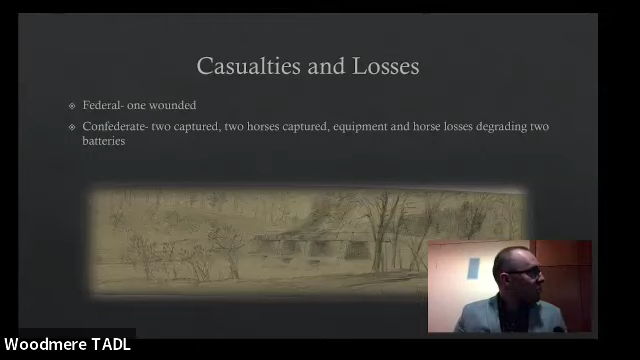 Casualties and Losses
Federal- one wounded
Confederate- two captured, two horses captured, equipment and horse losses degrading two
batteries
Woodmere TADL